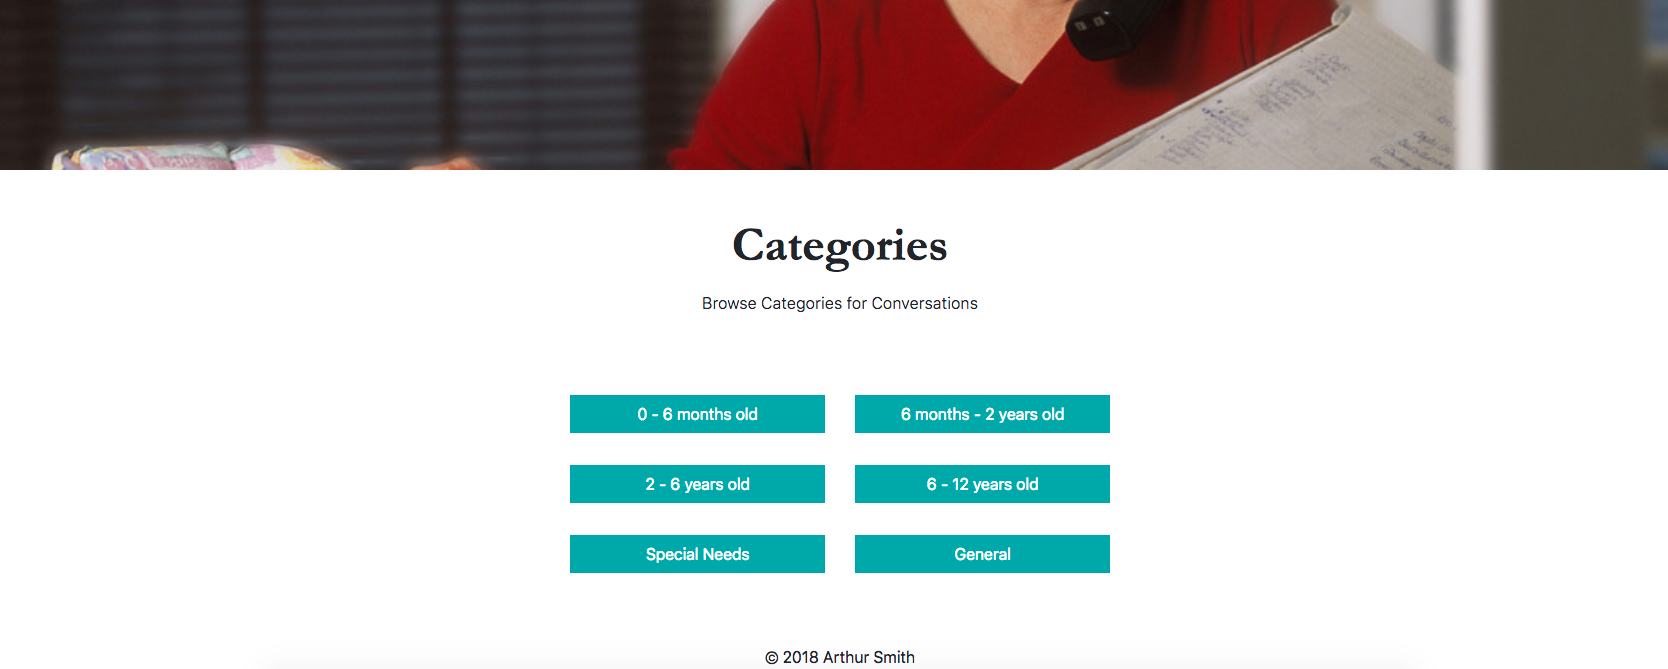 Categories
Browse Categories for Conversations
0 - 6 months old
6 months - 2 years old
2 - 6 years old
6 - 12 years old
Special Needs
General
© 2018 Arthur Smith